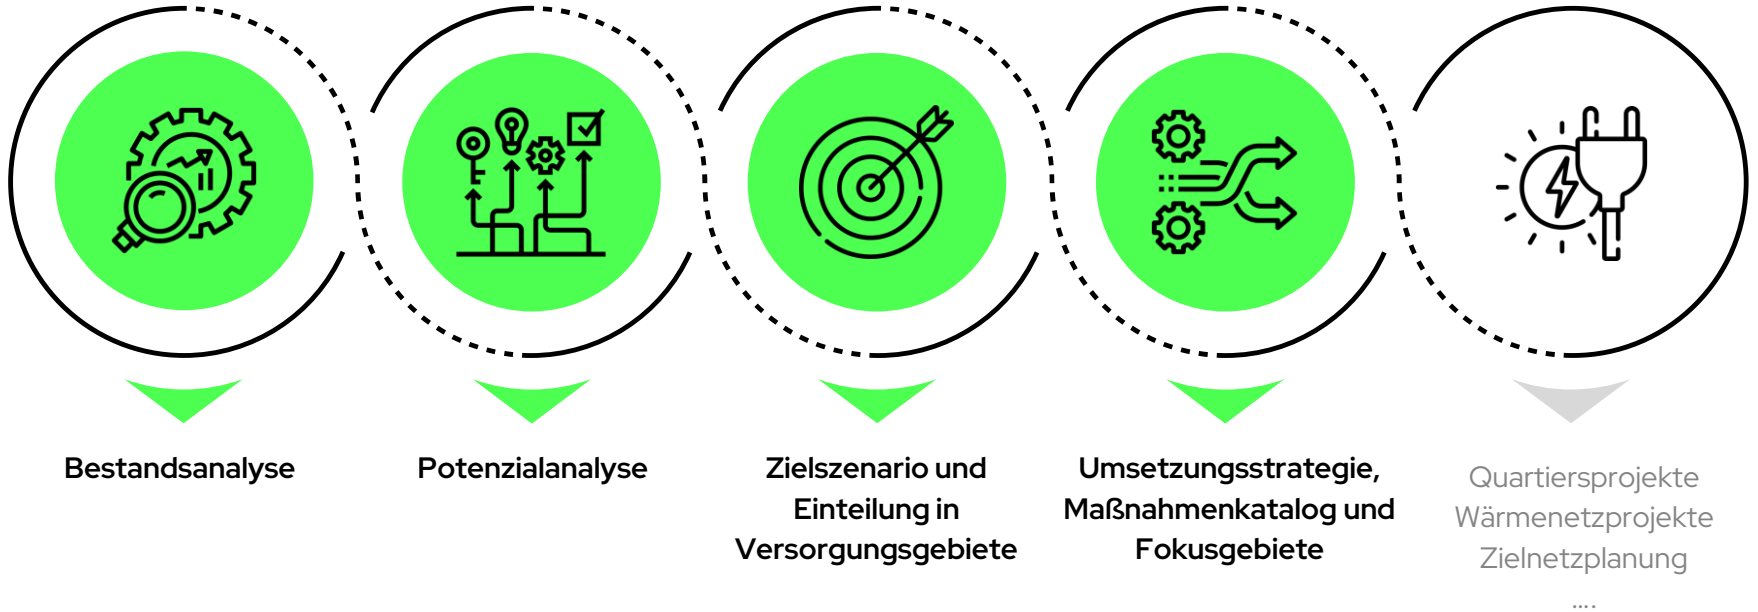 Bestandsanalyse
Potenzialanalyse
Zielszenario und
Einteilung in
Versorgungsgebiete
Umsetzungsstrategie,
Maßnahmenkatalog und
Fokusgebiete
Quartiersprojekte
Wärmenetzprojekte
Zielnetzplanung
....